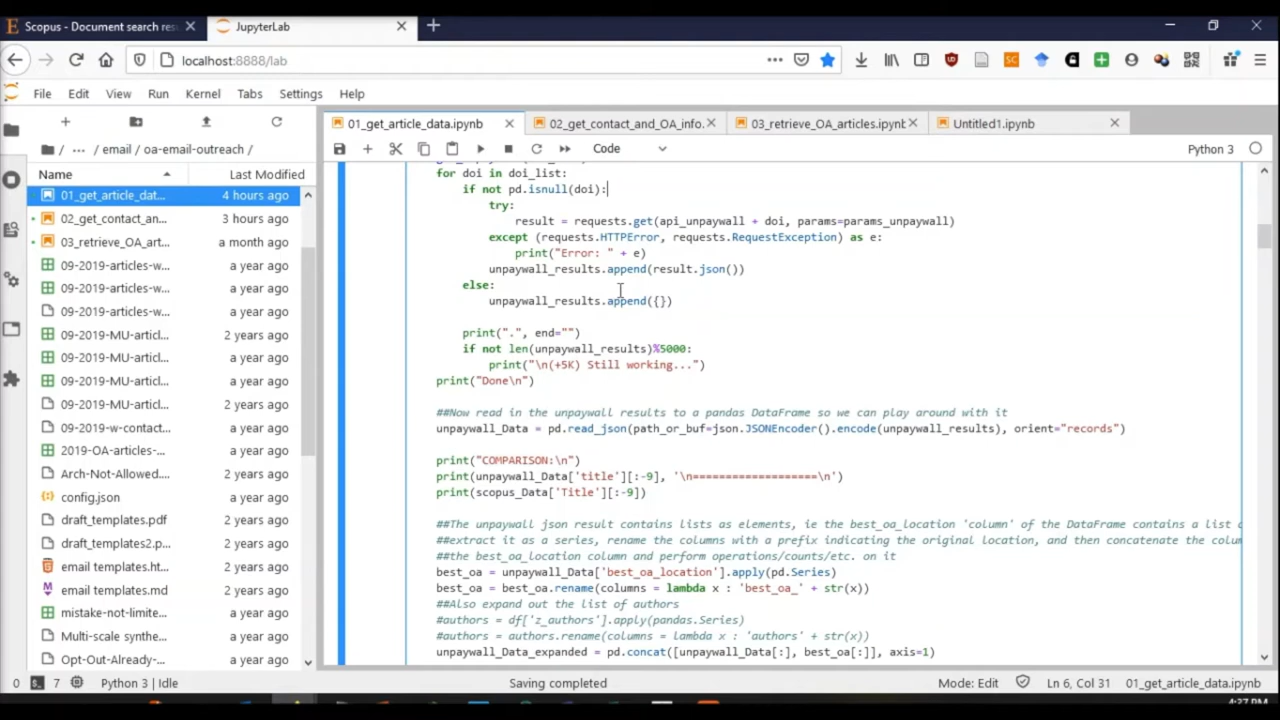 Scopus - Document search res
JupyterLab
localhost:8888/lab
File Edit View Run Kernel Tabs Settings Help
/ ... / email / oa-email-outreach /
Name Last Modified
01_get_article_dat... 4 hours ago
02_get_contact_an... 3 hours ago
03_retrieve_OA_art... a month ago
09-2019-articles-w... a year ago
09-2019-articles-w... a year ago
09-2019-articles-w... a year ago
09-2019-MU-articl... 2 years ago
09-2019-MU-articl... a year ago
09-2019-MU-articl... 2 years ago
09-2019-MU-articl... a year ago
09-2019-w-contact... a year ago
2019-OA-articles-... a year ago
Arch-Not-Allowed.... 2 years ago
config.json a year ago
draft_templates.pdf 2 years ago
draft_templates2.p... 2 years ago
email templates.ht... 2 years ago
email templates.md 2 years ago
mistake-not-limite... a year ago
Multi-scale synthe... a year ago
Opt-Out-Already-... a year ago
01_get_article_data.ipynb
02_get_contact_and_OA_info.
03_retrieve_OA_articles.ipynb
Untitled1.ipynb
Code
Python 3
for doi in doi_list:
if not pd.isnull(doi):
try:
result = requests.get(api_unpaywall + doi, params=params_unpaywall)
except (requests.HTTPError, requests.RequestException) as e:
print("Error: " + e)
unpaywall_results.append(result.json())
else:
unpaywall_results.append({})
print(".", end="")
if not len(unpaywall_results)%5000:
print("\n(+5K) Still working...")
print("Done\n")
##Now read in the unpaywall results to a pandas DataFrame so we can play around with it
unpaywall_Data = pd.read_json(path_or_buf=json.JSONEncoder().encode(unpaywall_results), orient="records")
print("COMPARISON:\n")
print(unpaywall_Data['title'][:-9], '\n===================\n')
print(scopus_Data['Title'][:-9])
##The unpaywall json result contains lists as elements, ie the best_oa_location 'column' of the DataFrame contains a list
##extract it as a series, rename the columns with a prefix indicating the original location, and then concatenate the
##the best_oa_location column and perform operations/counts/etc. on it
best_oa = unpaywall_Data['best_oa_location'].apply(pd.Series)
best_oa = best_oa.rename(columns = lambda x : 'best_oa_' + str(x))
##Also expand out the list of authors
#authors = df['z_authors'].apply(pandas.Series)
#authors = authors.rename(columns = lambda x : 'authors' + str(x))
unpaywall_Data_expanded = pd.concat([unpaywall_Data[:], best_oa[:]], axis=1)
0 7 Python 3 | Idle
Saving completed
Mode: Edit
Ln 6, Col 31
01_get_article_data.ipynb
4:37 PM